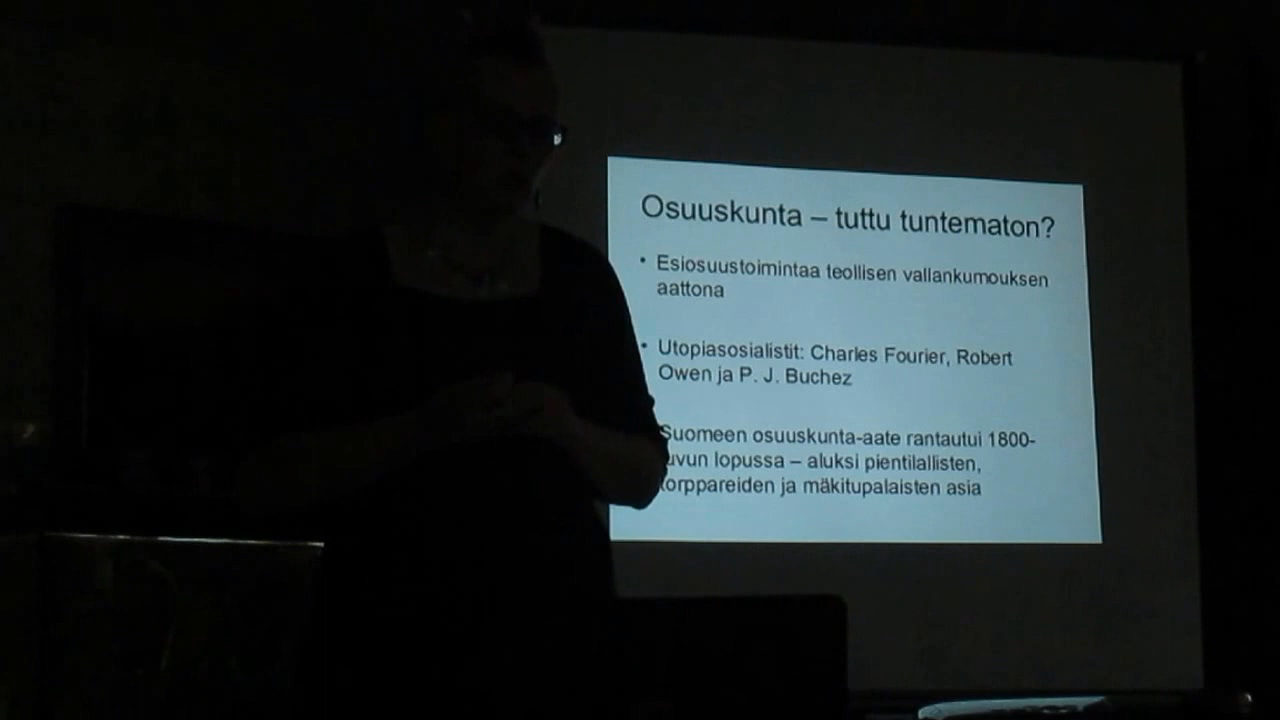 Osuuskunta – tuttu tuntematon?
• Esiosuustoimintaa teollisen vallankumouksen
aattona
• Utopiasosialistit: Charles Fourier, Robert
Owen ja P. J. Buchez
Suomeen osuuskunta-aate rantautui 1800-
luvun lopussa – aluksi pientilallisten,
torppareiden ja mäkitupalaisten asia